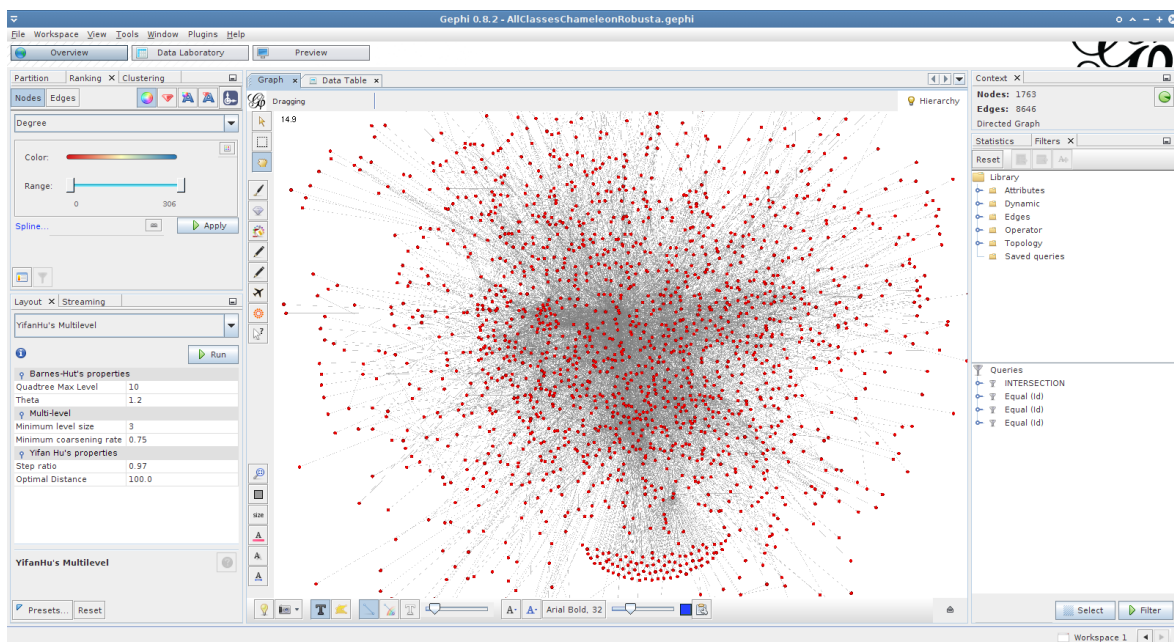 Gephi 0.8.2 - AllClassesChameleonRobusta.gephi
File Workspace View Tools Window Plugins Help
Overview Data Laboratory Preview
Partition Ranking Clustering
Nodes Edges
Degree
Color:
Range:
0 306
Spline... Apply
Layout Streaming
YifanHu's Multilevel
Run
Barnes-Hut's properties
Quadtree Max Level 10
Theta 1.2
Multi-level
Minimum level size 3
Minimum coarsening rate 0.75
Yifan Hu's properties
Step ratio 0.97
Optimal Distance 100.0
YifanHu's Multilevel
Presets... Reset
Graph Data Table
Dragging
Hierarchy
14.9
size
A
A
A
T T A- A- Arial Bold, 32
Context
Nodes: 1763
Edges: 8646
Directed Graph
Statistics Filters
Reset
Library
Attributes
Dynamic
Edges
Operator
Topology
Saved queries
Queries
INTERSECTION
Equal (Id)
Equal (Id)
Equal (Id)
Select Filter
Workspace 1